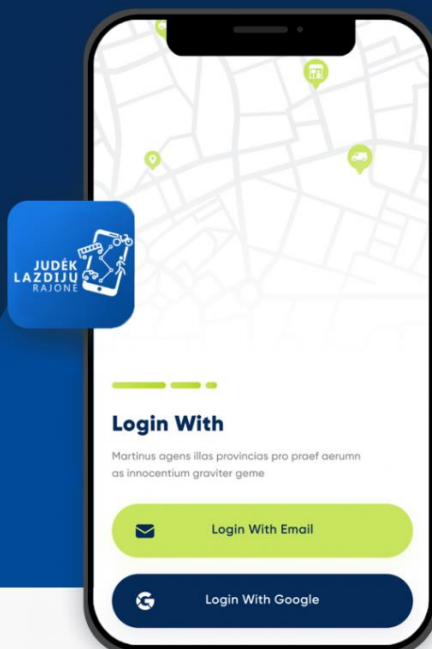 JUDĖK
LAZDIJŲ
RAJONE
Login With
Martinus agens illas provincias pro praef aerumn
as innocentium graviter geme
Login With Email
Login With Google